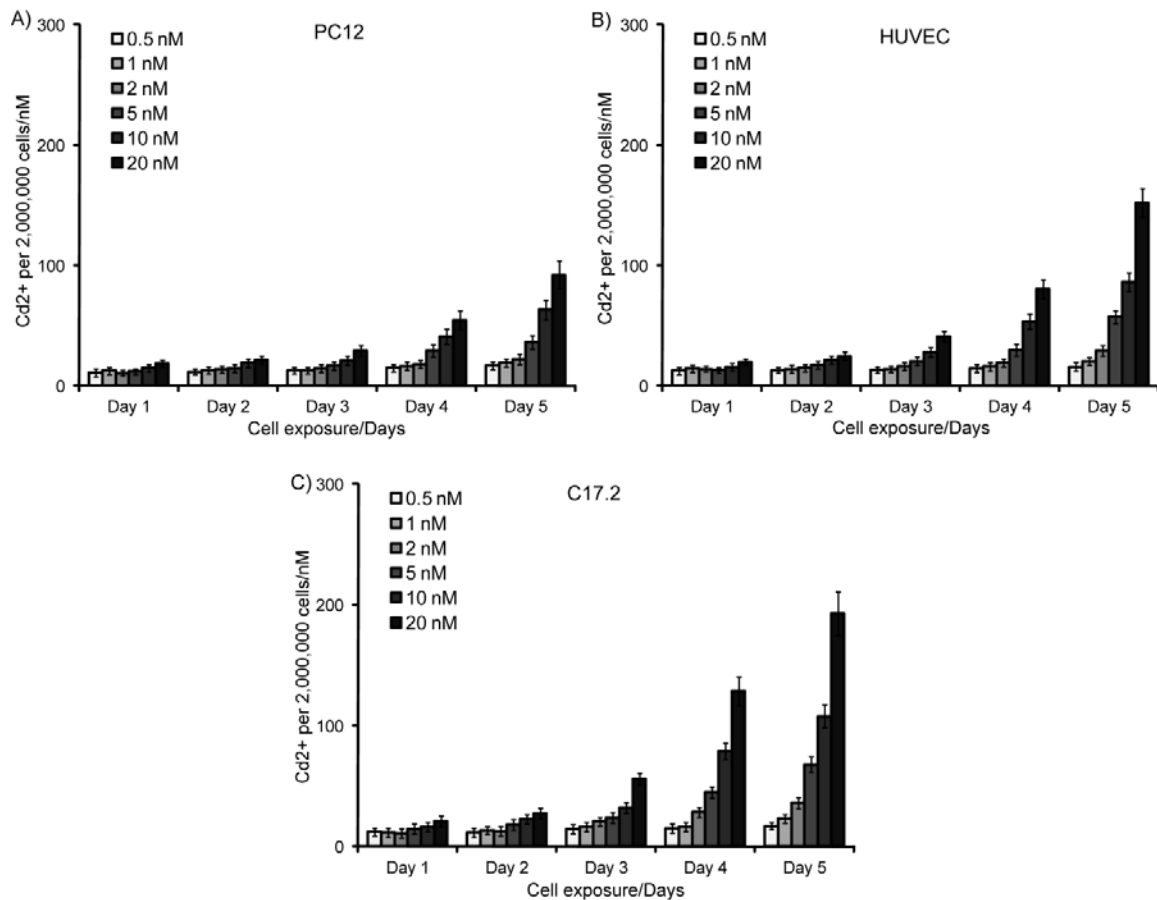 A)
PC12
0.5 nM
1 nM
2 nM
5 nM
10 nM
20 nM
300
200
100
0
Cd2+ per 2,000,000 cells/nM
Day 1 Day 2 Day 3 Day 4 Day 5
Cell exposure/Days
B)
HUVEC
0.5 nM
1 nM
2 nM
5 nM
10 nM
20 nM
300
200
100
0
Cd2+ per 2,000,000 cells/nM
Day 1 Day 2 Day 3 Day 4 Day 5
Cell exposure/Days
C)
C17.2
0.5 nM
1 nM
2 nM
5 nM
10 nM
20 nM
300
200
100
0
Cd2+ per 2,000,000 cells/nM
Day 1 Day 2 Day 3 Day 4 Day 5
Cell exposure/Days